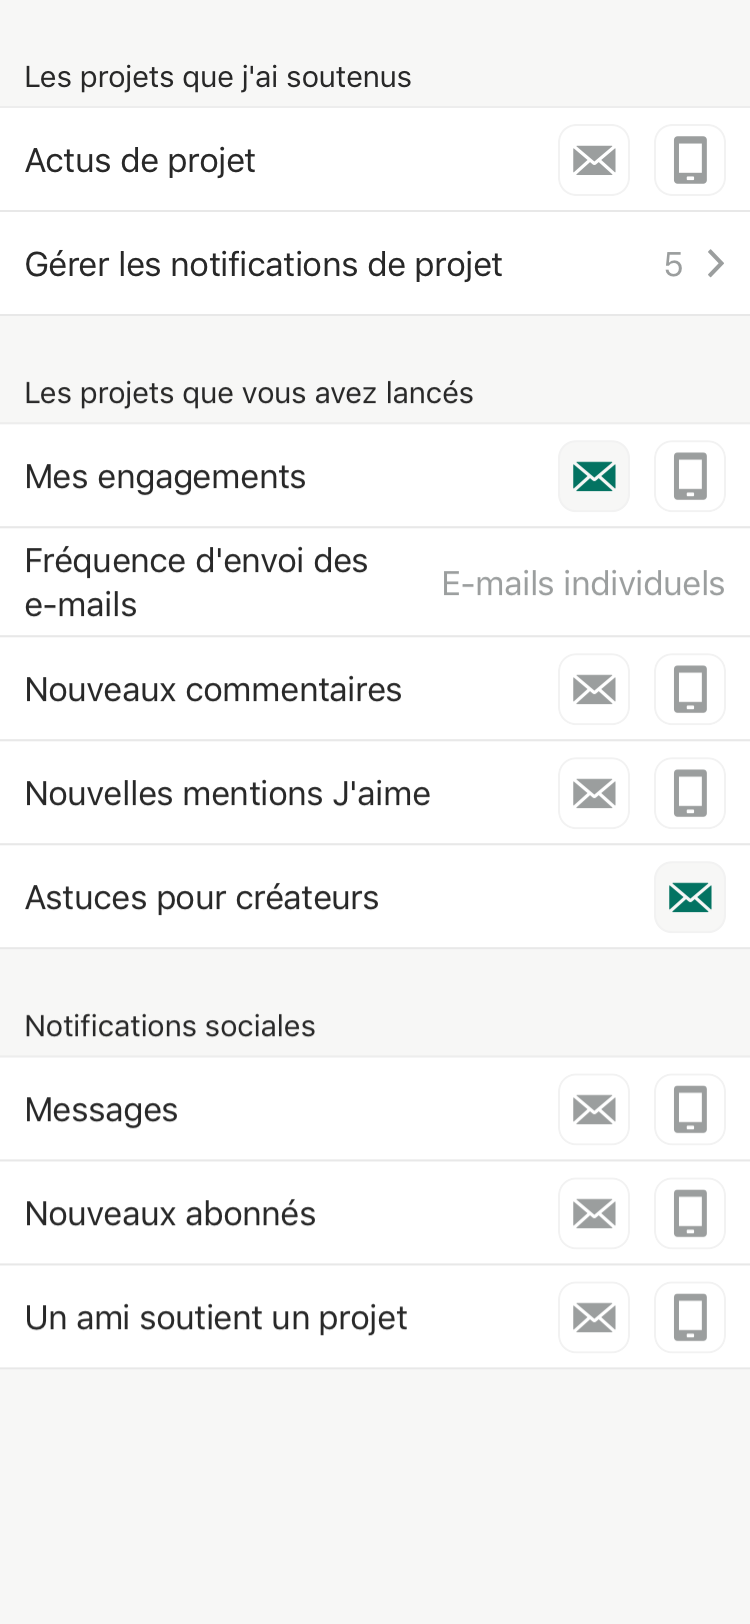 Les projets que j'ai soutenus
Actus de projet
Gérer les notifications de projet 5
Les projets que vous avez lancés
Mes engagements
Fréquence d'envoi des
e-mails
E-mails individuels
Nouveaux commentaires
Nouvelles mentions J'aime
Astuces pour créateurs
Notifications sociales
Messages
Nouveaux abonnés
Un ami soutient un projet